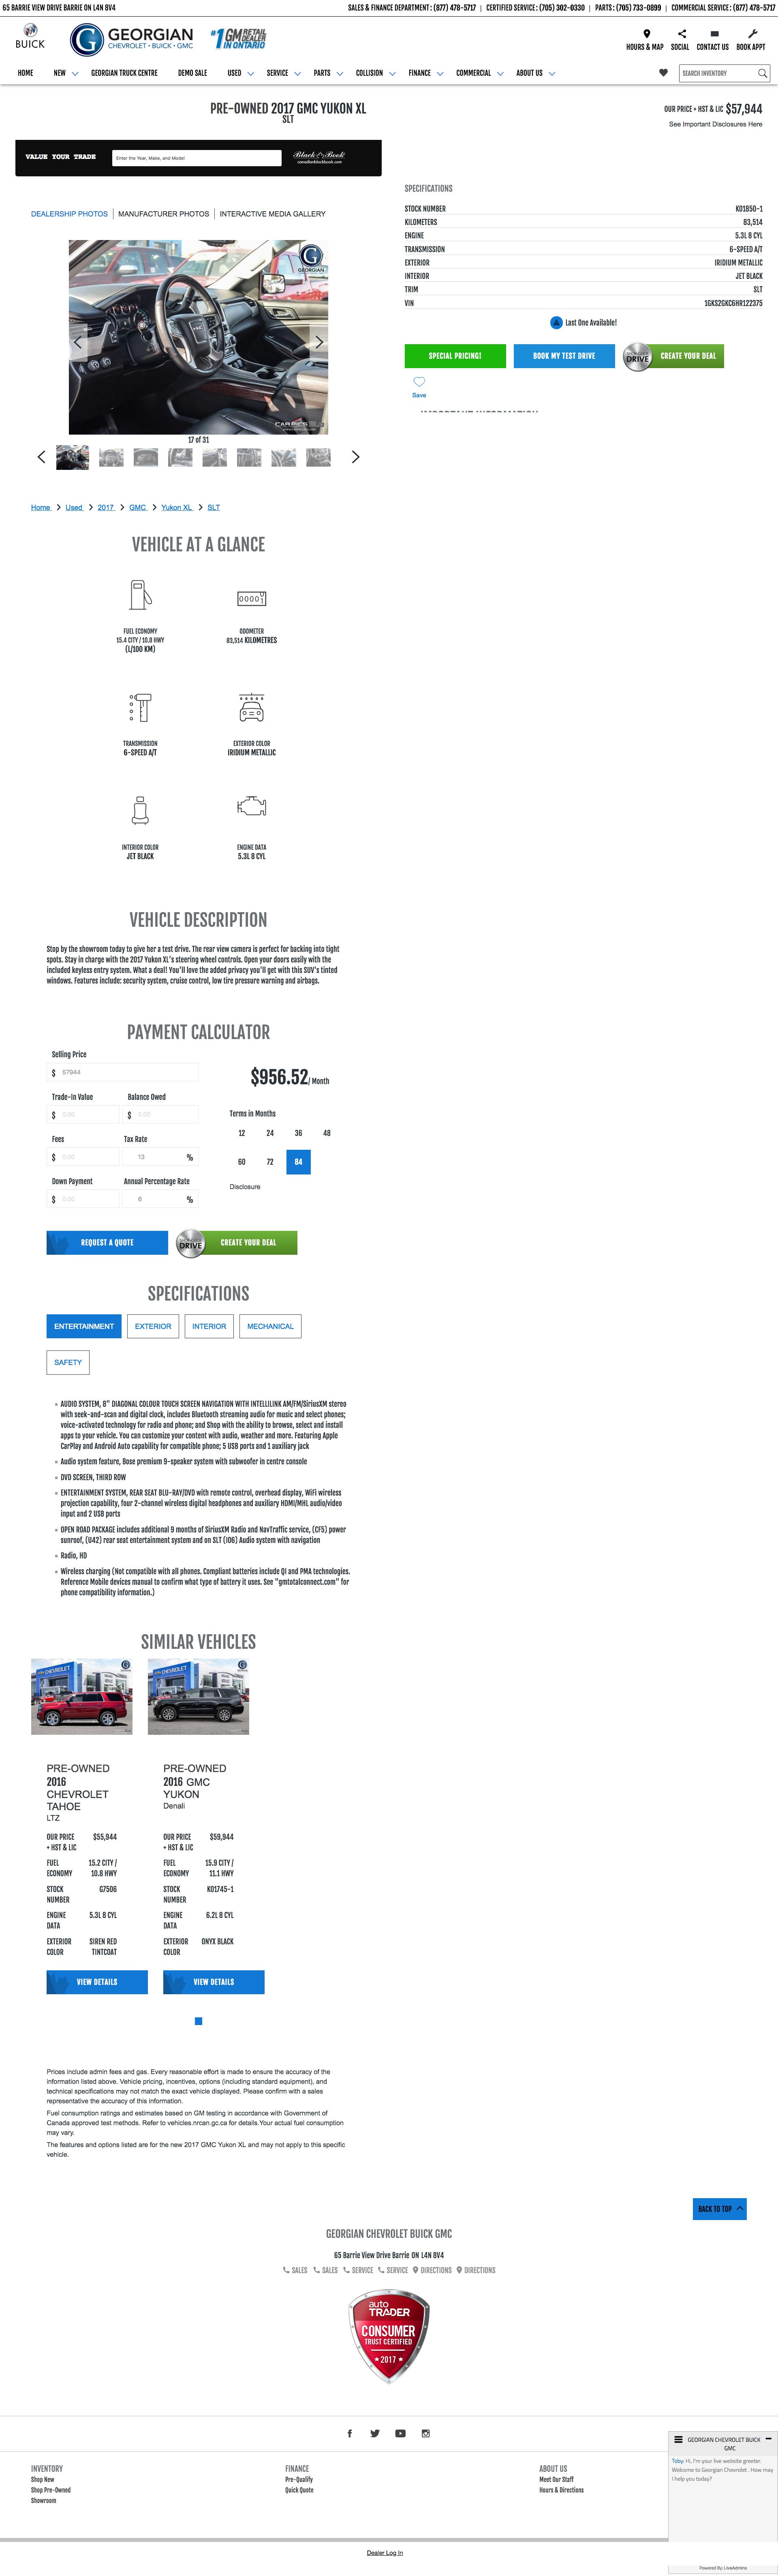 65 BARRIE VIEW DRIVE BARRIE ON L4N 8V4
SALES & FINANCE DEPARTMENT: (877) 478-5717 | CERTIFIED SERVICE: (705) 302-0330 | PARTS: (705) 733-0899 | COMMERCIAL SERVICE: (877) 478-5717
BUICK
GEORGIAN
CHEVROLET • BUICK • GMC
#1 GM RETAIL DEALER IN ONTARIO
HOURS & MAP SOCIAL CONTACT US BOOK APPT
HOME NEW GEORGIAN TRUCK CENTRE DEMO SALE USED SERVICE PARTS COLLISION FINANCE COMMERCIAL ABOUT US
SEARCH INVENTORY
PRE-OWNED 2017 GMC YUKON XL
SLT
OUR PRICE + HST & LIC $57,944
See Important Disclosures Here
VALUE YOUR TRADE
Enter the Year, Make, and Model
Black Book
canadianblackbook.com
SPECIFICATIONS
STOCK NUMBER K01850-1
KILOMETERS 83,514
ENGINE 5.3L 8 CYL
TRANSMISSION 6-SPEED A/T
EXTERIOR IRIDIUM METALLIC
INTERIOR JET BLACK
TRIM SLT
VIN 1GKS2GKC6HR122375
Last One Available!
SPECIAL PRICING!
BOOK MY TEST DRIVE
DRIVE
CREATE YOUR DEAL
Save
IMPORTANT INFORMATION
DEALERSHIP PHOTOS | MANUFACTURER PHOTOS | INTERACTIVE MEDIA GALLERY
GEORGIAN
GMC
17 of 31
Home > Used > 2017 > GMC > Yukon XL > SLT
VEHICLE AT A GLANCE
FUEL ECONOMY
15.4 CITY / 10.8 HWY
(L/100 KM)
ODOMETER
83,514 KILOMETRES
TRANSMISSION
6-SPEED A/T
EXTERIOR COLOR
IRIDIUM METALLIC
INTERIOR COLOR
JET BLACK
ENGINE DATA
5.3L 8 CYL
VEHICLE DESCRIPTION
Stop by the showroom today to give her a test drive. The rear view camera is perfect for backing into tight
spots. Stay in charge with the 2017 Yukon XL's steering wheel controls. Open your doors easily with the
included keyless entry system. What a deal! You'll love the added privacy you'll get with this SUV's tinted
windows. Features include: security system, cruise control, low tire pressure warning and airbags.
PAYMENT CALCULATOR
Selling Price
$ 57944
Trade-In Value Balance Owed
$ 0.00 $ 0.00
Fees Tax Rate
$ 0.00 13 %
Down Payment Annual Percentage Rate
$ 0.00 6 %
$956.52 / Month
Terms in Months
12 24 36 48
60 72 84
Disclosure
REQUEST A QUOTE
DRIVE
CREATE YOUR DEAL
SPECIFICATIONS
ENTERTAINMENT EXTERIOR INTERIOR MECHANICAL
SAFETY
AUDIO SYSTEM, 8" DIAGONAL COLOUR TOUCH SCREEN NAVIGATION WITH INTELLILINK AM/FM/SiriusXM stereo
with seek-and-scan and digital clock, includes Bluetooth streaming audio for music and select phones;
voice-activated technology for radio and phone; and Shop with the ability to browse, select and install
apps to your vehicle. You can customize your content with audio, weather and more. Featuring Apple
CarPlay and Android Auto capability for compatible phone; 5 USB ports and 1 auxiliary jack
Audio system feature, Bose premium 9-speaker system with subwoofer in centre console
DVD SCREEN, THIRD ROW
ENTERTAINMENT SYSTEM, REAR SEAT BLU-RAY/DVD with remote control, overhead display, WiFi wireless
projection capability, four 2-channel wireless digital headphones and auxiliary HDMI/MHL audio/video
input and 2 USB ports
OPEN ROAD PACKAGE includes additional 9 months of SiriusXM Radio and NavTraffic service, (CF5) power
sunroof, (U42) rear seat entertainment system and on SLT (IO6) Audio system with navigation
Radio, HD
Wireless charging (Not compatible with all phones. Compliant batteries include QI and PMA technologies.
Reference Mobile devices manual to confirm what type of battery it uses. See "gmtotalconnect.com" for
phone compatibility information.)
SIMILAR VEHICLES
PRE-OWNED
2016
CHEVROLET
TAHOE
LTZ
OUR PRICE + HST & LIC $55,944
FUEL ECONOMY 15.2 CITY / 10.8 HWY
STOCK NUMBER G7506
ENGINE DATA 5.3L 8 CYL
EXTERIOR COLOR SIREN RED TINTCOAT
VIEW DETAILS
PRE-OWNED
2016 GMC
YUKON
Denali
OUR PRICE + HST & LIC $59,944
FUEL ECONOMY 15.9 CITY / 11.1 HWY
STOCK NUMBER K01745-1
ENGINE DATA 6.2L 8 CYL
EXTERIOR COLOR ONYX BLACK
VIEW DETAILS
Prices include admin fees and gas. Every reasonable effort is made to ensure the accuracy of the
information listed above. Vehicle pricing, incentives, options (including standard equipment), and
technical specifications may not match the exact vehicle displayed. Please confirm with a sales
representative the accuracy of this information.
Fuel consumption ratings and estimates based on GM testing in accordance with Government of
Canada approved test methods. Refer to vehicles.nrcan.gc.ca for details.Your actual fuel consumption
may vary.
The features and options listed are for the new 2017 GMC Yukon XL and may not apply to this specific
vehicle.
BACK TO TOP
GEORGIAN CHEVROLET BUICK GMC
65 Barrie View Drive Barrie ON L4N 8V4
SALES SALES SERVICE SERVICE DIRECTIONS DIRECTIONS
autoTRADER
CONSUMER
TRUST CERTIFIED
★ 2017 ★
GEORGIAN CHEVROLET BUICK
GMC
Toby: Hi, I'm your live website greeter.
Welcome to Georgian Chevrolet . How may
I help you today?
INVENTORY
Shop New
Shop Pre-Owned
Showroom
FINANCE
Pre-Qualify
Quick Quote
ABOUT US
Meet Our Staff
Hours & Directions
Dealer Log In
Powered By LiveAdmins